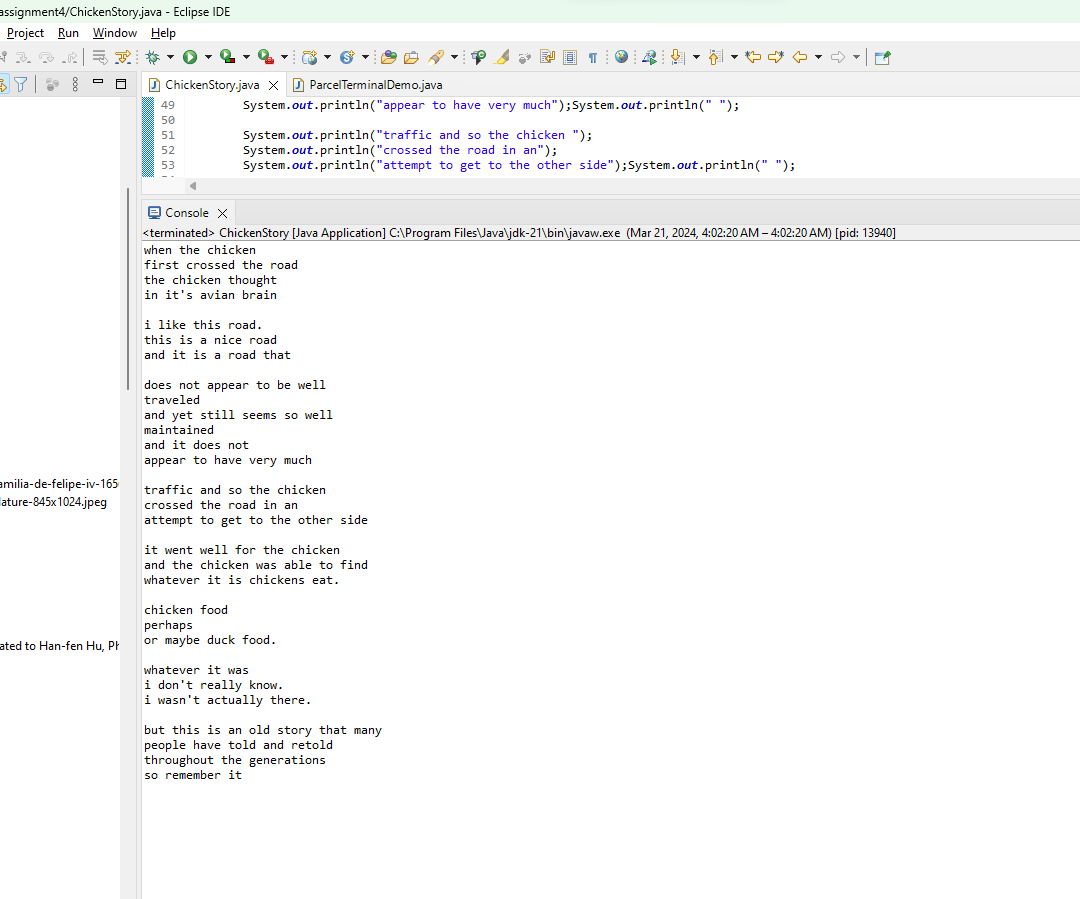 assignment4/ChickenStory.java - Eclipse IDE
Project Run Window Help
ChickenStory.java ParcelTerminalDemo.java
49 System.out.println("appear to have very much");System.out.println(" ");
50
51 System.out.println("traffic and so the chicken ");
52 System.out.println("crossed the road in an");
53 System.out.println("attempt to get to the other side");System.out.println(" ");
Console
<terminated> ChickenStory [Java Application] C:\Program Files\Java\jdk-21\bin\javaw.exe (Mar 21, 2024, 4:02:20 AM – 4:02:20 AM) [pid: 13940]
when the chicken
first crossed the road
the chicken thought
in it's avian brain
i like this road.
this is a nice road
and it is a road that
does not appear to be well
traveled
and yet still seems so well
maintained
and it does not
appear to have very much
traffic and so the chicken
crossed the road in an
attempt to get to the other side
it went well for the chicken
and the chicken was able to find
whatever it is chickens eat.
chicken food
perhaps
or maybe duck food.
whatever it was
i don't really know.
i wasn't actually there.
but this is an old story that many
people have told and retold
throughout the generations
so remember it
amilia-de-felipe-iv-165
ature-845x1024.jpeg
ated to Han-fen Hu, Ph